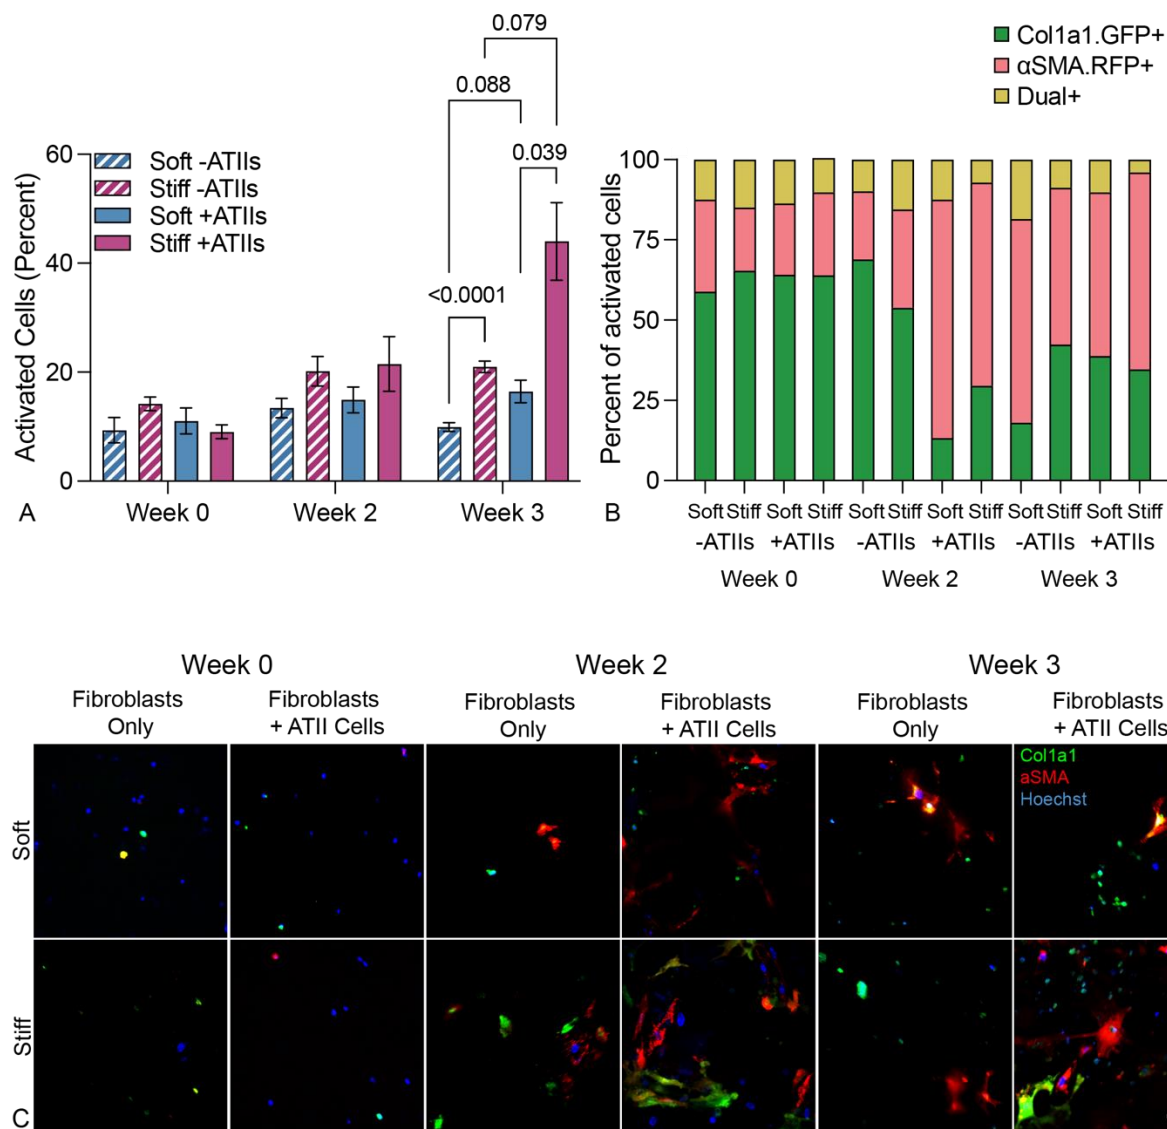 0.079
0.088
0.039
<0.0001
Soft -ATIIs
Stiff -ATIIs
Soft +ATIIs
Stiff +ATIIs
Activated Cells (Percent)
60
40
20
0
Week 0 Week 2 Week 3
A
Col1a1.GFP+
αSMA.RFP+
Dual+
Percent of activated cells
100
75
50
25
0
Soft Stiff Soft Stiff Soft Stiff Soft Stiff Soft Stiff Soft Stiff
-ATIIs +ATIIs -ATIIs +ATIIs -ATIIs +ATIIs
Week 0 Week 2 Week 3
B
Week 0 Week 2 Week 3
Fibroblasts Only
Fibroblasts + ATII Cells
Fibroblasts Only
Fibroblasts + ATII Cells
Fibroblasts Only
Fibroblasts + ATII Cells
Soft
Col1a1
aSMA
Hoechst
Stiff
C